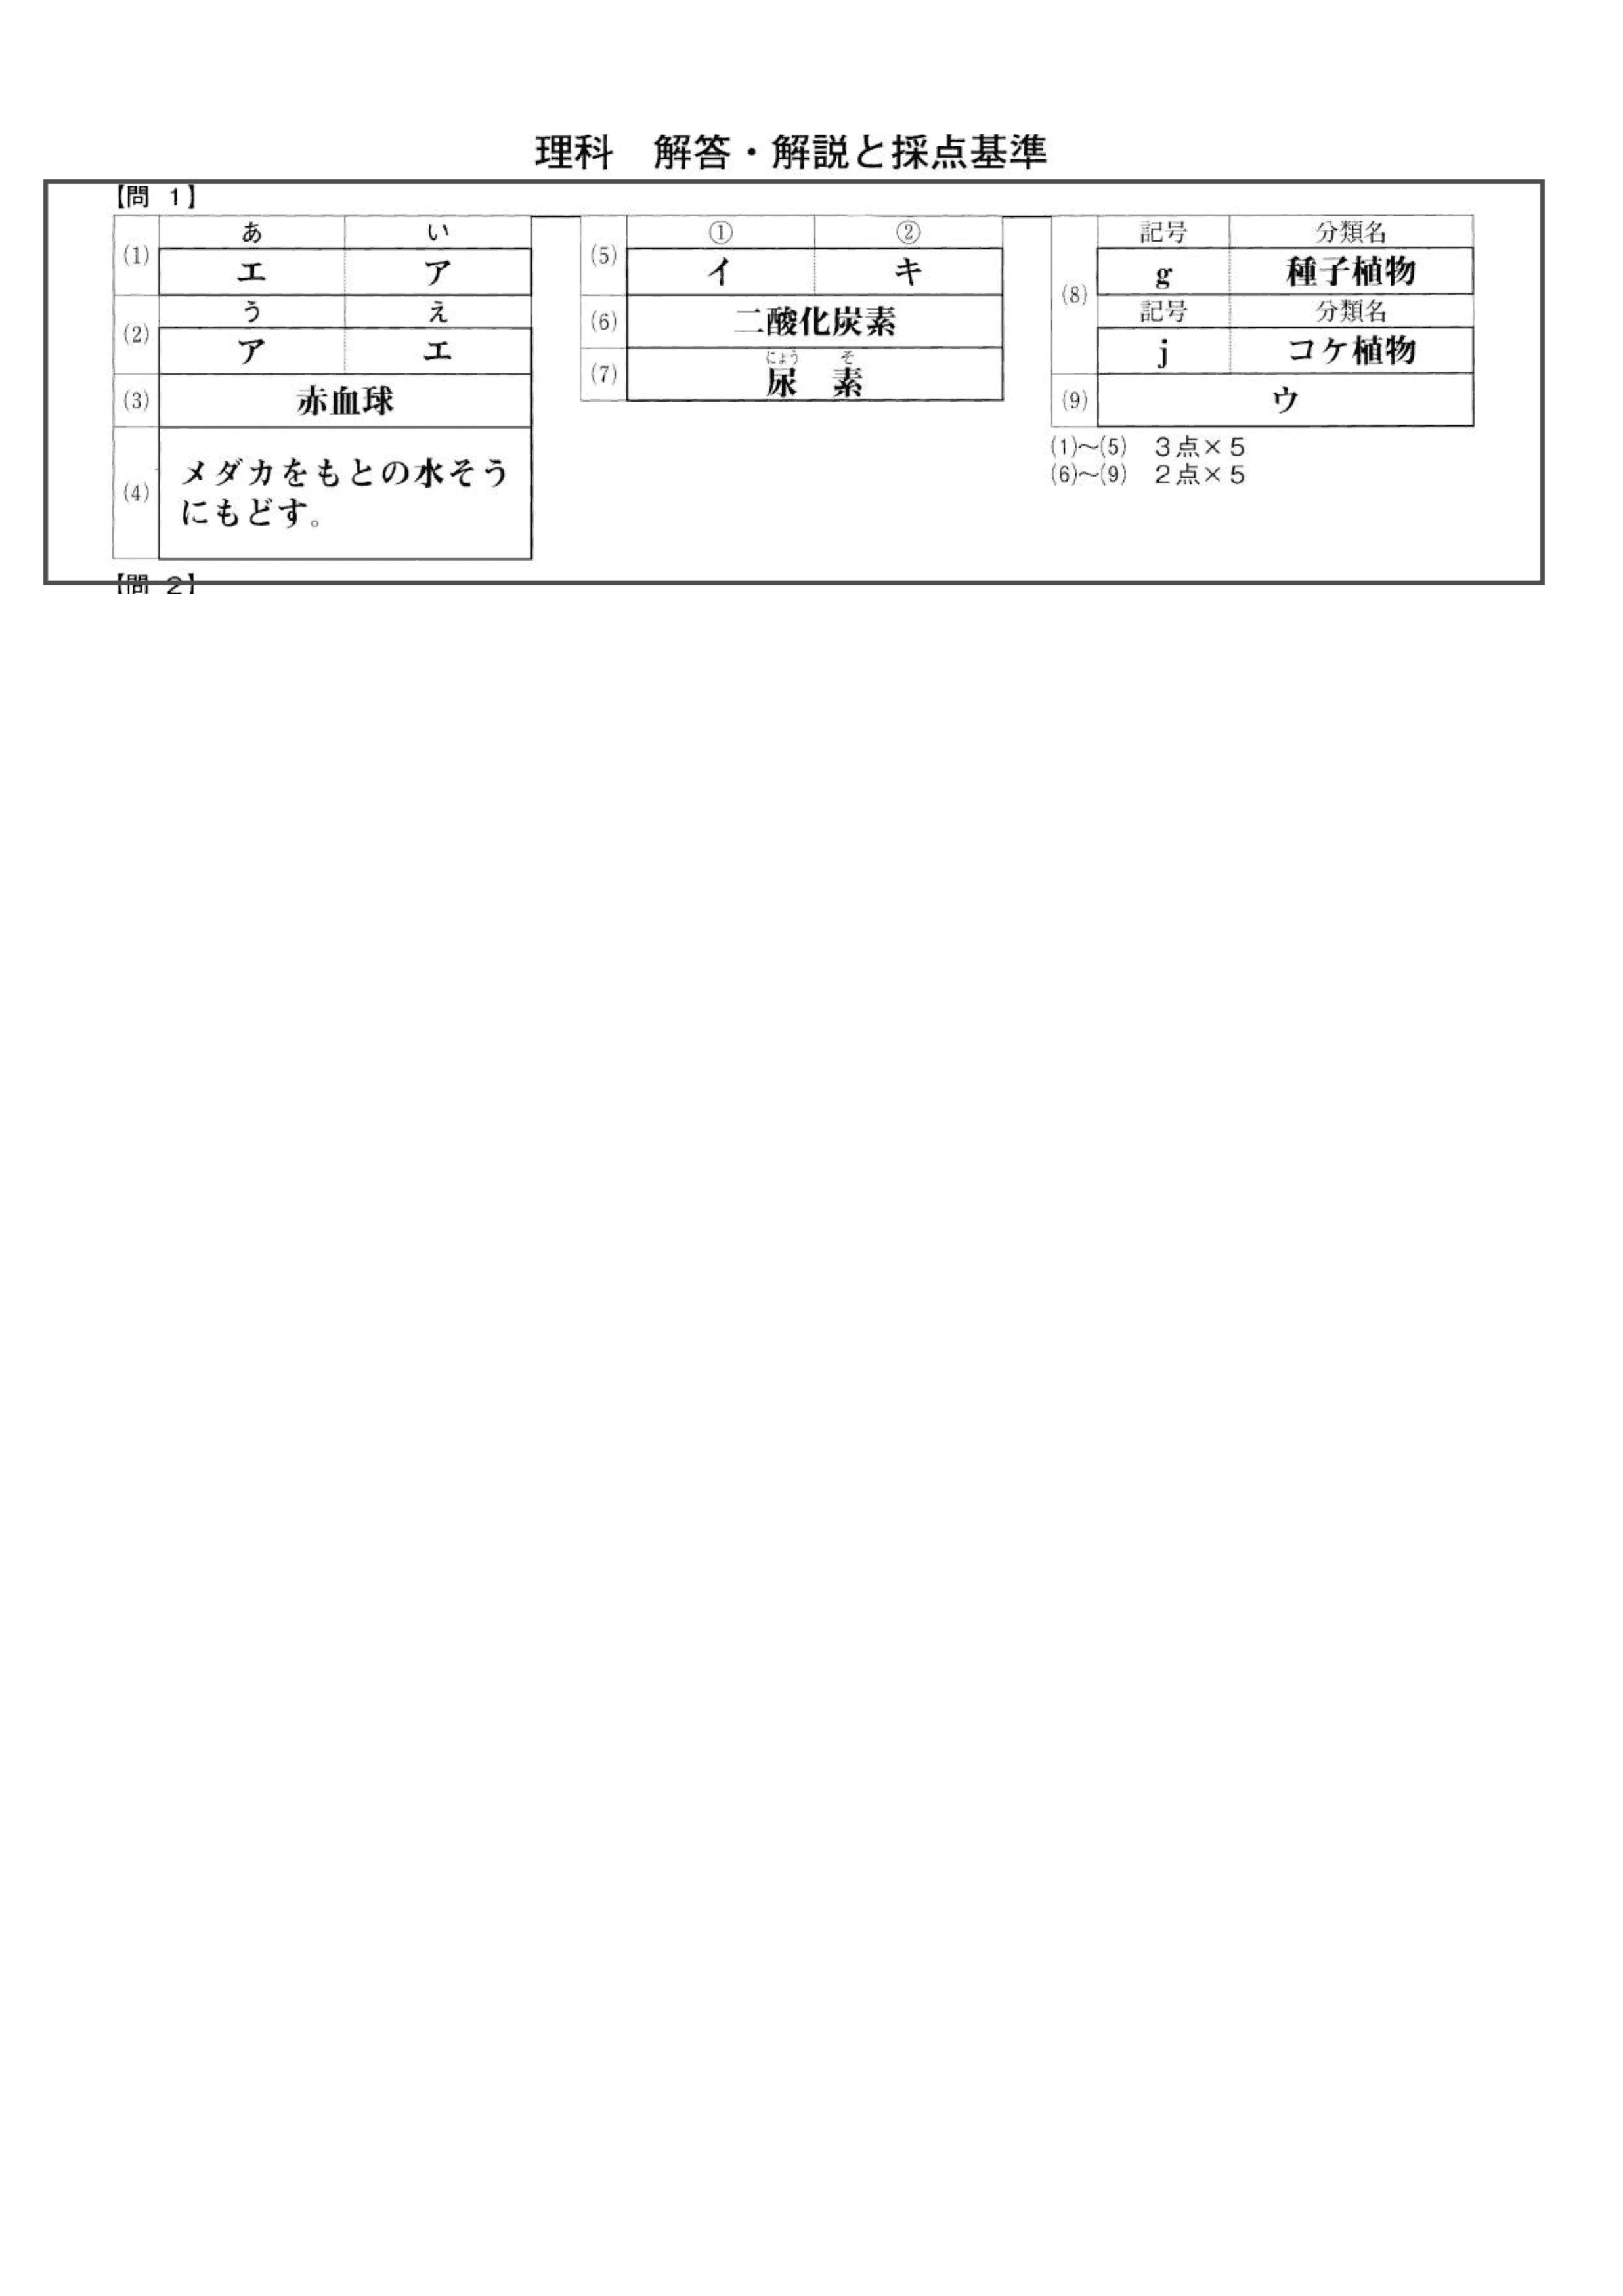 理科　解答・解説と採点基準
【問 1】
(1)
あ い
エ ア
(2)
う え
ア エ
(3) 赤血球
(4) メダカをもとの水そう
にもどす。
(5)
① ②
イ キ
(6) 二酸化炭素
(7) にょう そ
尿 素
(8)
記号 分類名
g 種子植物
記号 分類名
j コケ植物
(9) ウ
(1)～(5)　3点×5
(6)～(9)　2点×5
【問 2】